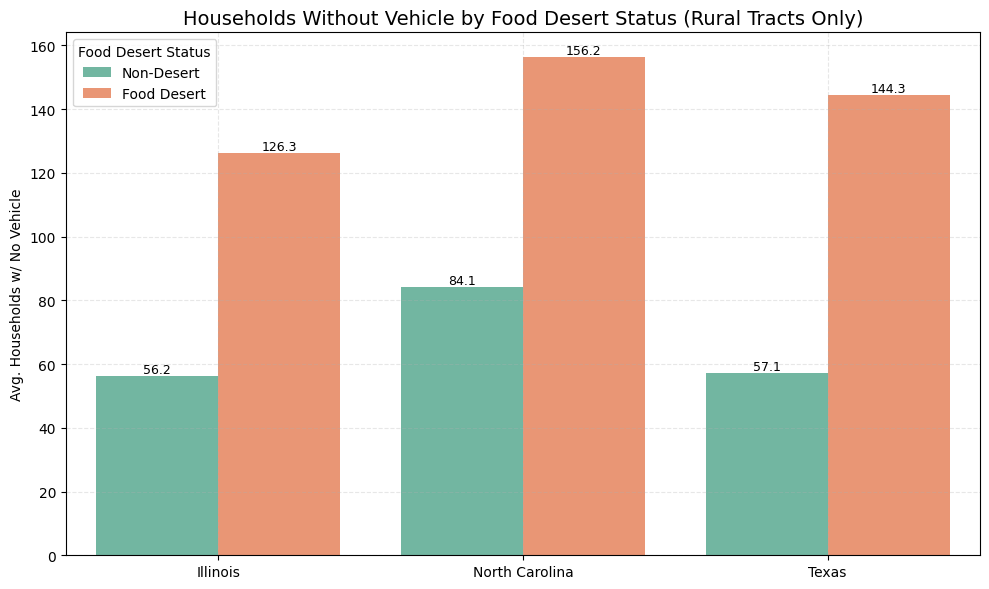 Households Without Vehicle by Food Desert Status (Rural Tracts Only)
Avg. Households w/ No Vehicle
160
140
120
100
80
60
40
20
0
Food Desert Status
Non-Desert
Food Desert
56.2
126.3
84.1
156.2
57.1
144.3
Illinois
North Carolina
Texas